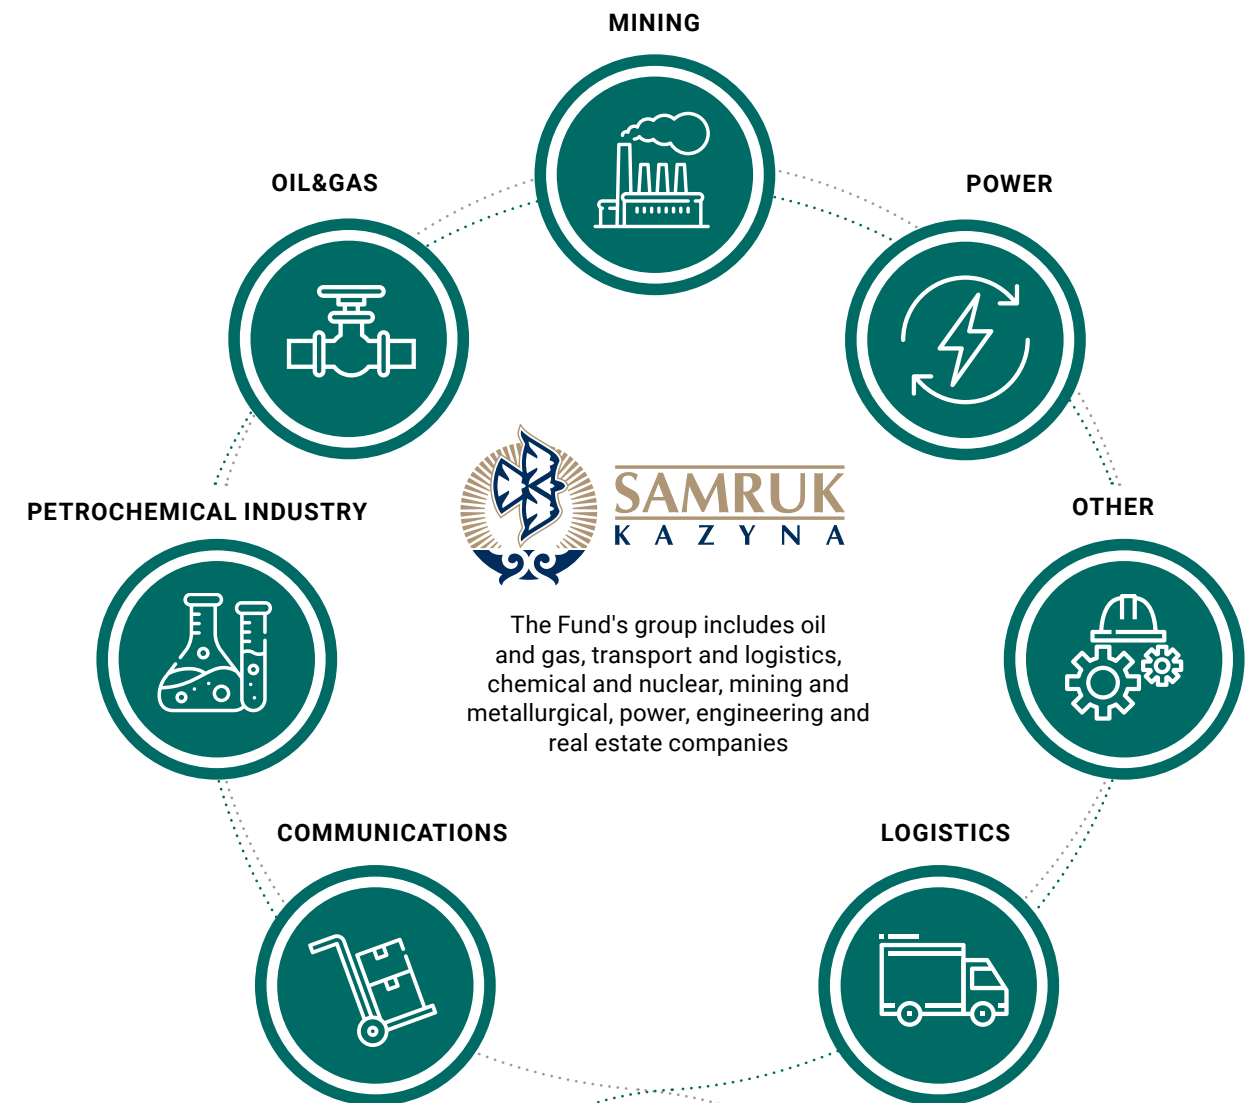 MINING
OIL&GAS
POWER
SAMRUK
KAZYNA
PETROCHEMICAL INDUSTRY
OTHER
The Fund's group includes oil
and gas, transport and logistics,
chemical and nuclear, mining and
metallurgical, power, engineering and
real estate companies
COMMUNICATIONS
LOGISTICS